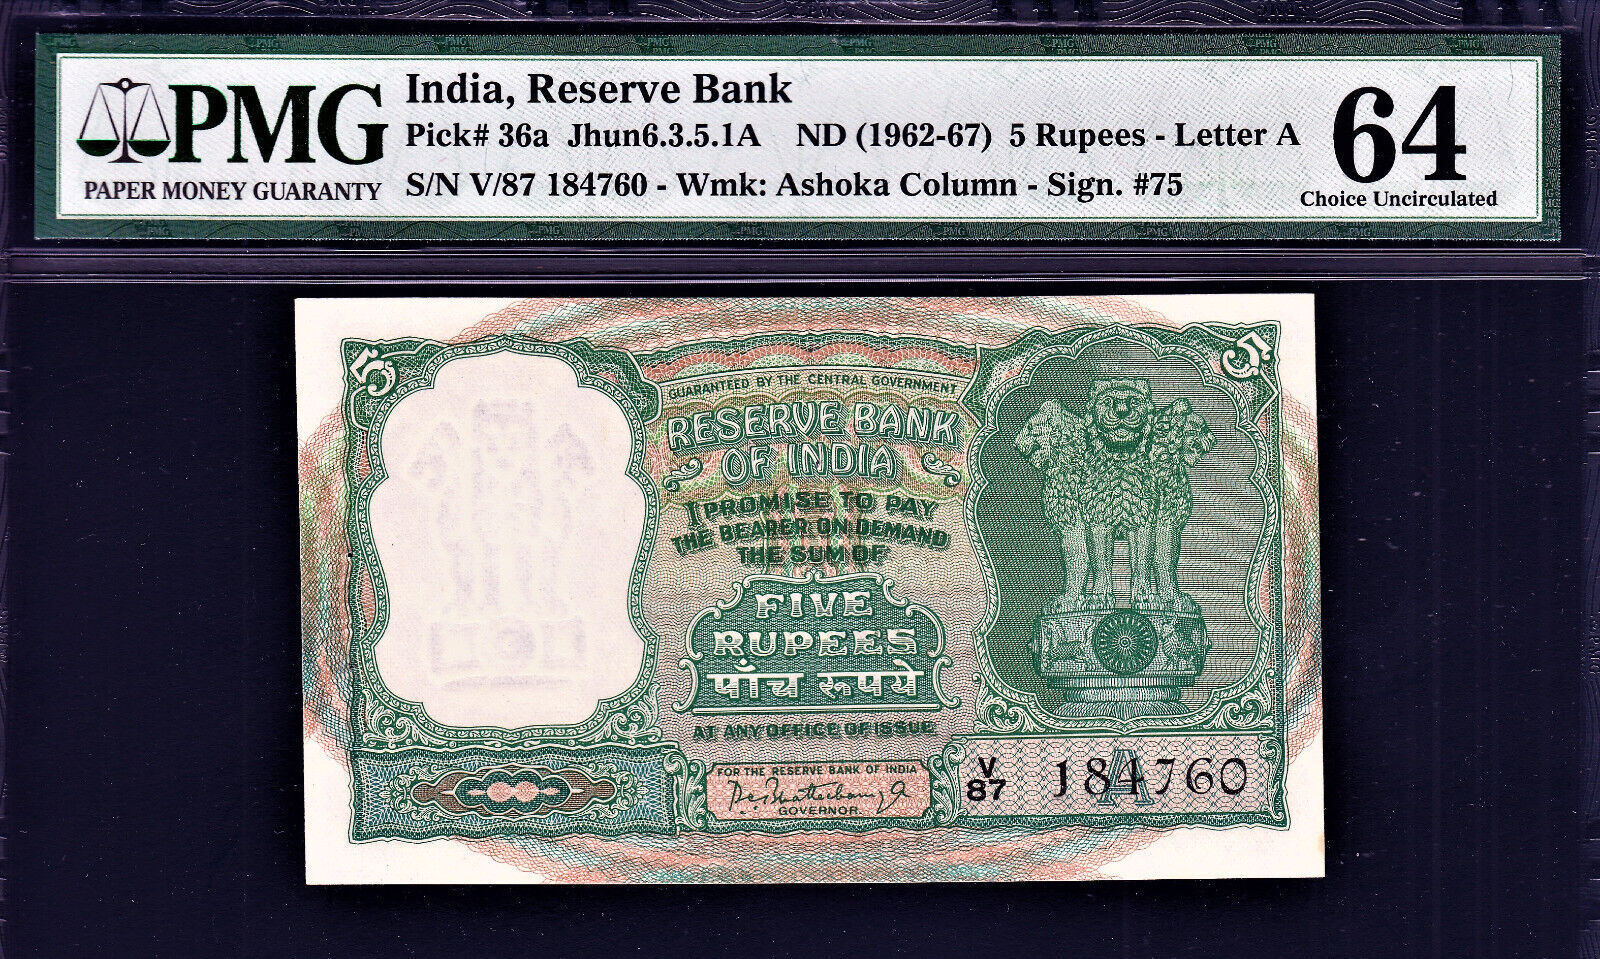 PMG
PAPER MONEY GUARANTY
India, Reserve Bank
Pick# 36a Jhun6.3.5.1A ND (1962-67) 5 Rupees - Letter A
S/N V/87 184760 - Wmk: Ashoka Column - Sign. #75
64
Choice Uncirculated
5
5
GUARANTEED BY THE CENTRAL GOVERNMENT
RESERVE BANK
OF INDIA
I PROMISE TO PAY
THE BEARER ON DEMAND
THE SUM OF
FIVE
RUPEES
पाँच रुपये
AT ANY OFFICE OF ISSUE
FOR THE RESERVE BANK OF INDIA
GOVERNOR.
V
87
184760
A